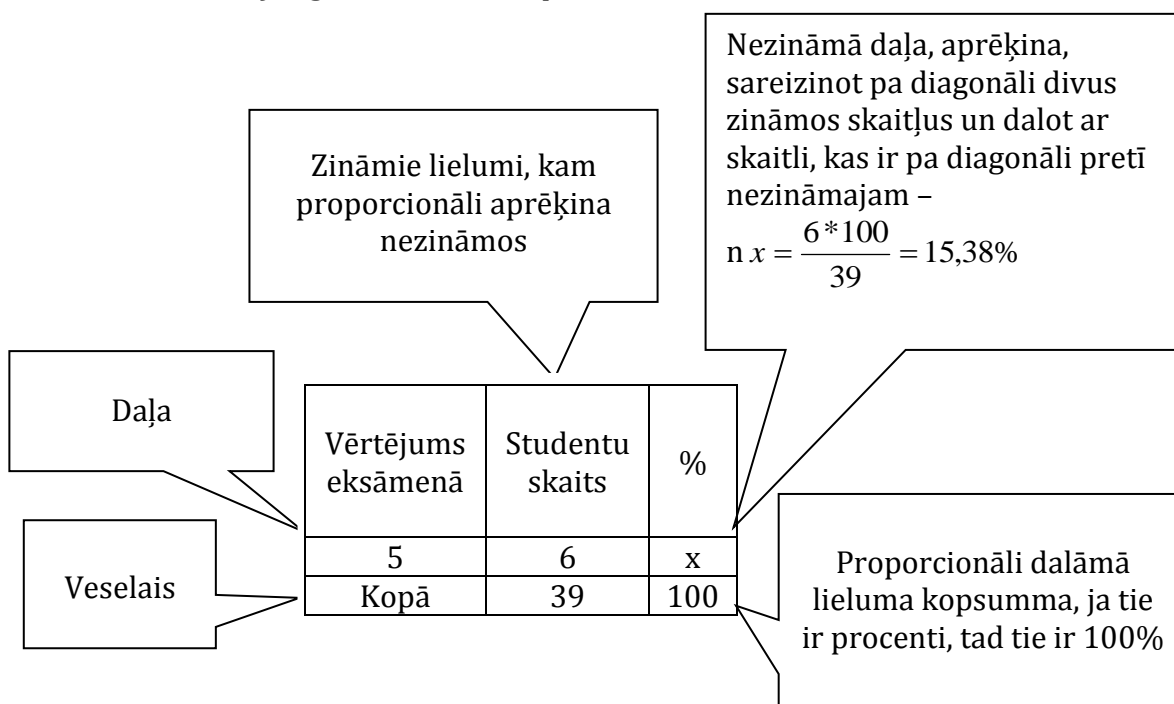 Nezināmā daļa, aprēķina,
sareizinot pa diagonāli divus
zināmos skaitļus un dalot ar
skaitli, kas ir pa diagonāli pretī
nezināmajam –
n x = 6*100 / 39 = 15,38%
Zināmie lielumi, kam
proporcionāli aprēķina
nezināmos
Daļa
Veselais
Vērtējums eksāmenā Studentu skaits %
5 6 x
Kopā 39 100
Proporcionāli dalāmā
lieluma kopsumma, ja tie
ir procenti, tad tie ir 100%